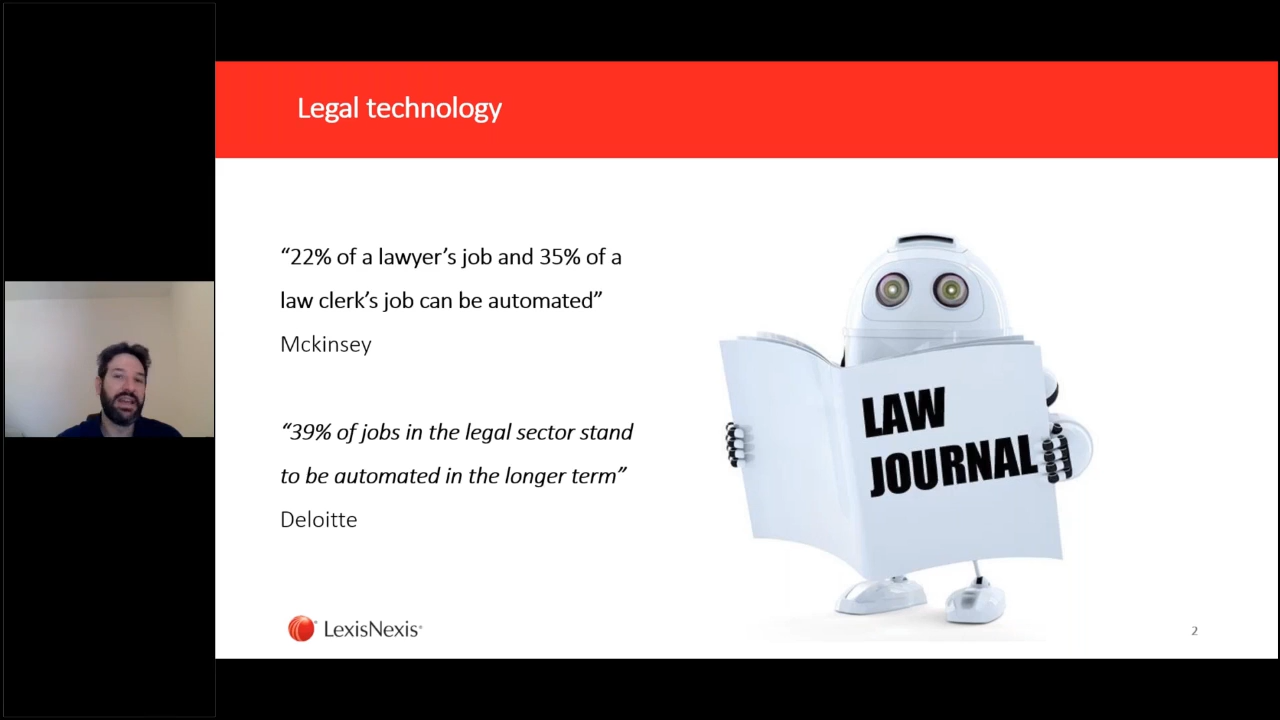 Legal technology
“22% of a lawyer’s job and 35% of a
law clerk’s job can be automated”
Mckinsey
“39% of jobs in the legal sector stand
to be automated in the longer term”
Deloitte
LAW
JOURNAL
LexisNexis®
2